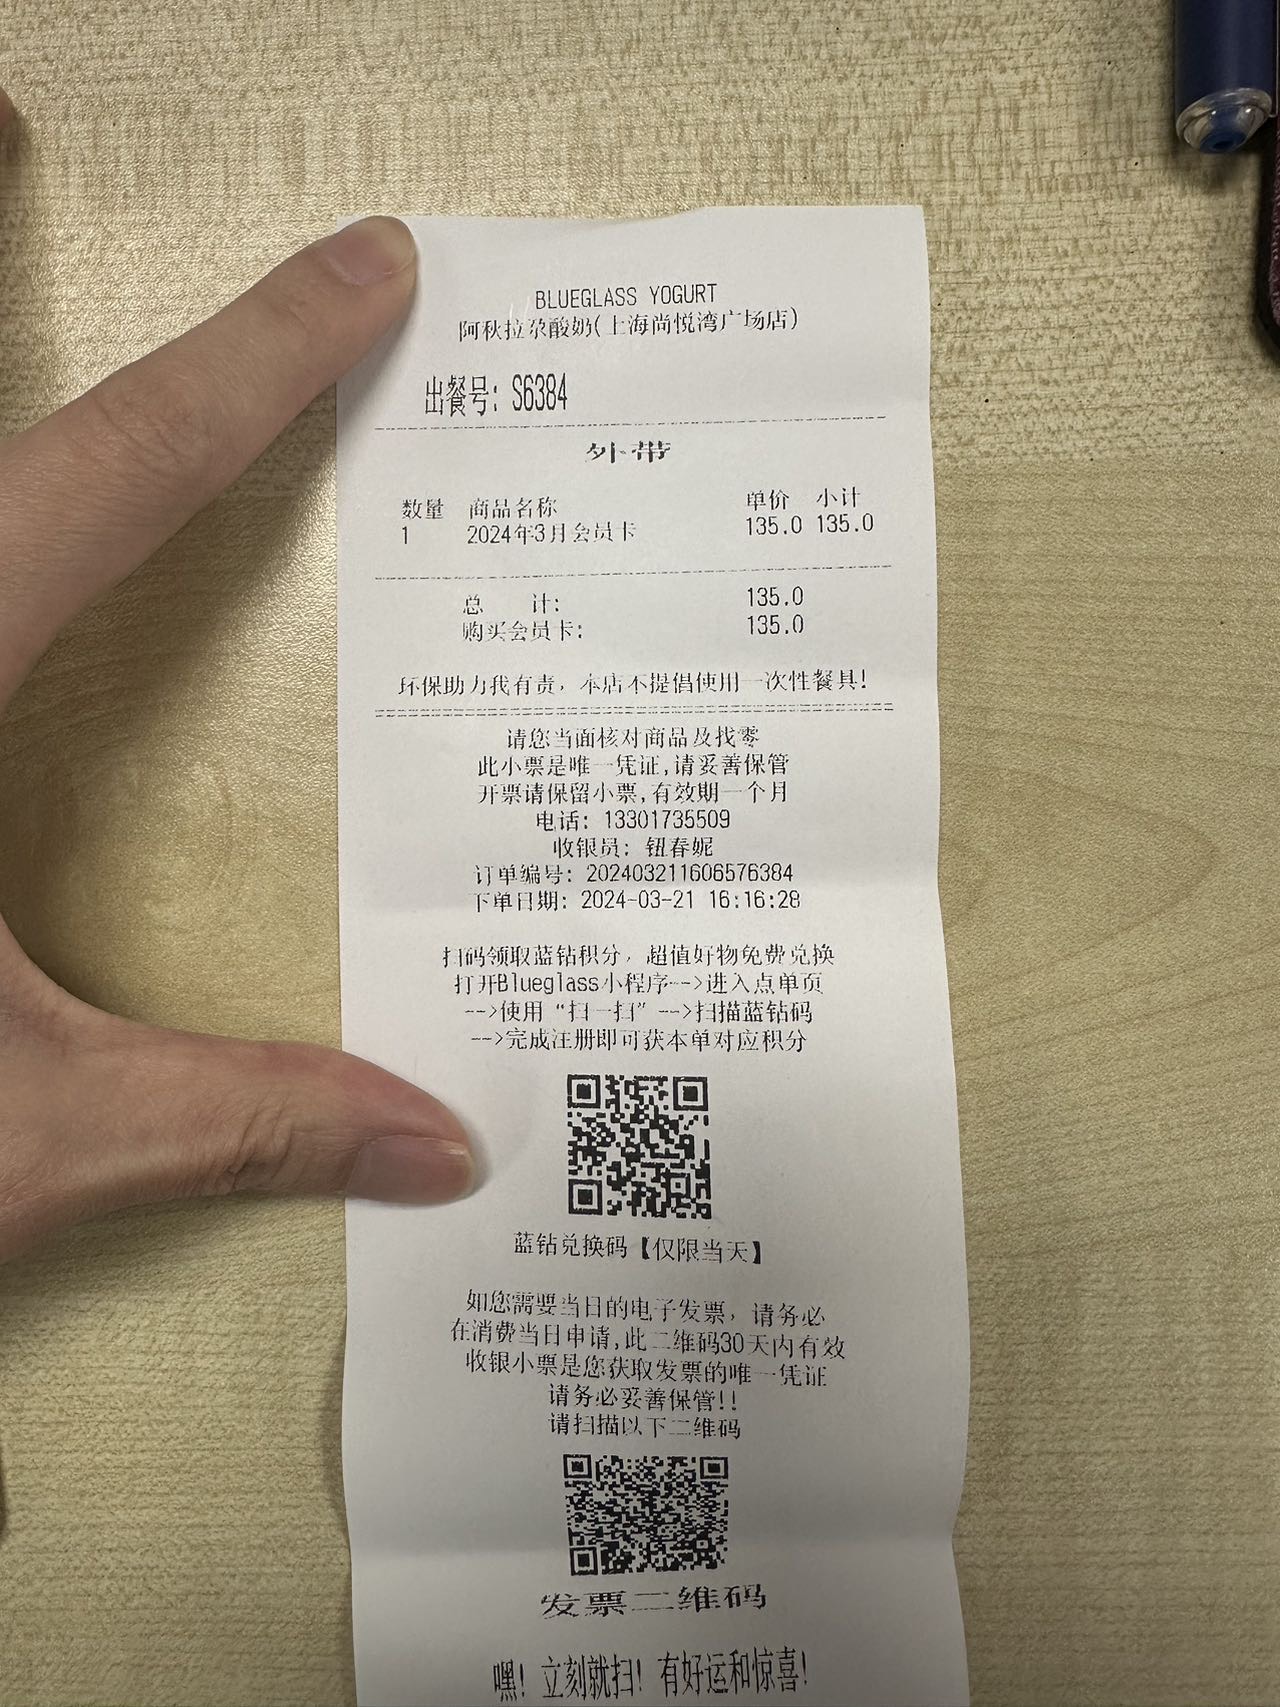 BLUEGLASS YOGURT
阿秋拉尕酸奶(上海尚悦湾广场店)
出餐号: S6384
外带
数量 商品名称 单价 小计
1 2024年3月会员卡 135.0 135.0
总 计: 135.0
购买会员卡: 135.0
环保助力我有责，本店不提倡使用一次性餐具!
请您当面核对商品及找零
此小票是唯一凭证,请妥善保管
开票请保留小票,有效期一个月
电话: 13301735509
收银员: 钮春妮
订单编号: 202403211606576384
下单日期: 2024-03-21 16:16:28
扫码领取蓝钻积分，超值好物免费兑换
打开Blueglass小程序-->进入点单页
-->使用“扫一扫”-->扫描蓝钻码
-->完成注册即可获本单对应积分
蓝钻兑换码【仅限当天】
如您需要当日的电子发票，请务必
在消费当日申请,此二维码30天内有效
收银小票是您获取发票的唯一凭证
请务必妥善保管!!
请扫描以下二维码
发票二维码
嘿! 立刻就扫! 有好运和惊喜!